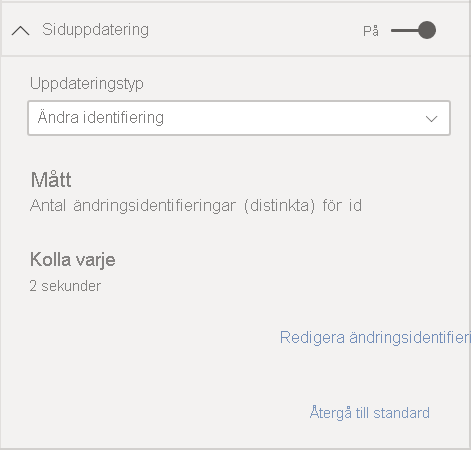 Siduppdatering
På
Uppdateringstyp
Ändra identifiering
Mått
Antal ändringsidentifieringar (distinkta) för id
Kolla varje
2 sekunder
Redigera ändringsidentifieri
Återgå till standard